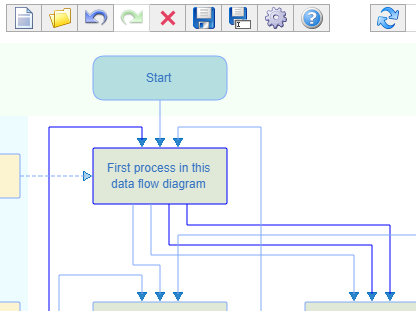 Start
First process in this
data flow diagram